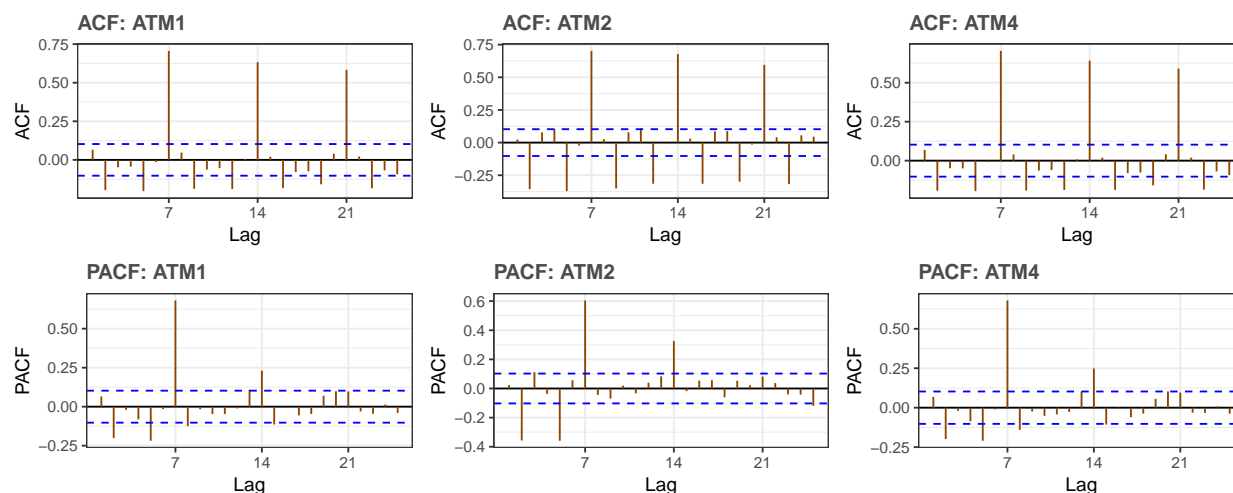 ACF: ATM1
0.75
0.50
0.25
0.00
ACF
7 14 21
Lag
ACF: ATM2
0.75
0.50
0.25
0.00
−0.25
ACF
7 14 21
Lag
ACF: ATM4
0.50
0.25
0.00
ACF
7 14 21
Lag
PACF: ATM1
0.50
0.25
0.00
−0.25
PACF
7 14 21
Lag
PACF: ATM2
0.6
0.4
0.2
0.0
−0.2
−0.4
PACF
7 14 21
Lag
PACF: ATM4
0.50
0.25
0.00
−0.25
PACF
7 14 21
Lag